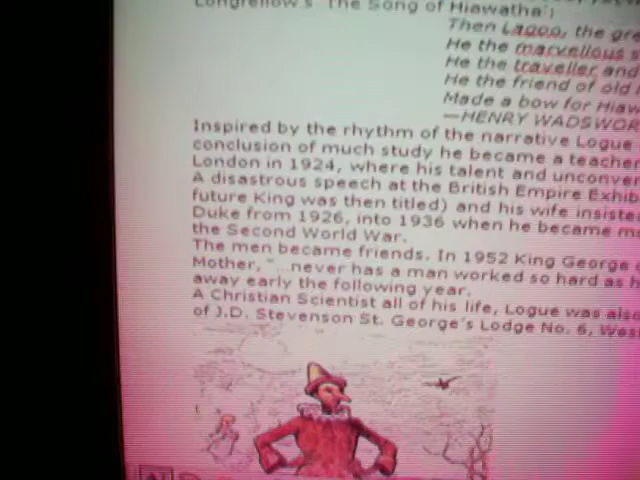 Longfellow's 'The Song of Hiawatha';
Then Lagoo, the gre
He the marvellous s
He the traveller and
He the friend of old
Made a bow for Hiaw
—HENRY WADSWOR
Inspired by the rhythm of the narrative Logue
conclusion of much study he became a teacher
London in 1924, where his talent and unconver
A disastrous speech at the British Empire Exhib
future King was then titled) and his wife insiste
Duke from 1926, into 1936 when he became m
the Second World War.
The men became friends. In 1952 King George
Mother, "...never has a man worked so hard as h
away early the following year.
A Christian Scientist all of his life, Logue was also
of J.D. Stevenson St. George's Lodge No. 6, Wes